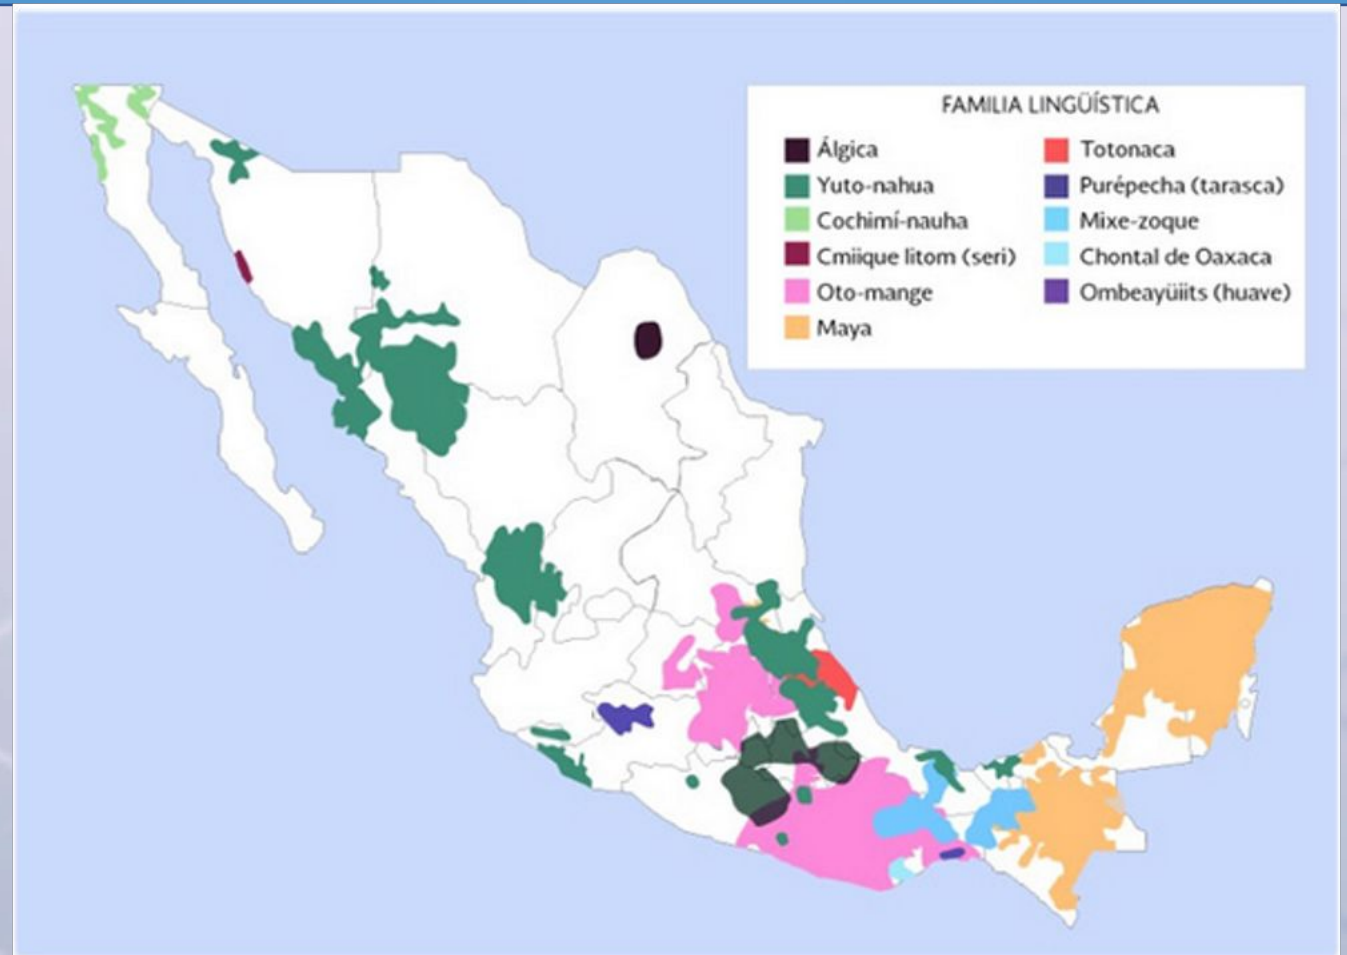 FAMILIA LINGÜÍSTICA
Álgica
Yuto-nahua
Cochimí-nauha
Cmiique litom (seri)
Oto-mange
Maya
Totonaca
Purépecha (tarasca)
Mixe-zoque
Chontal de Oaxaca
Ombeayüiits (huave)